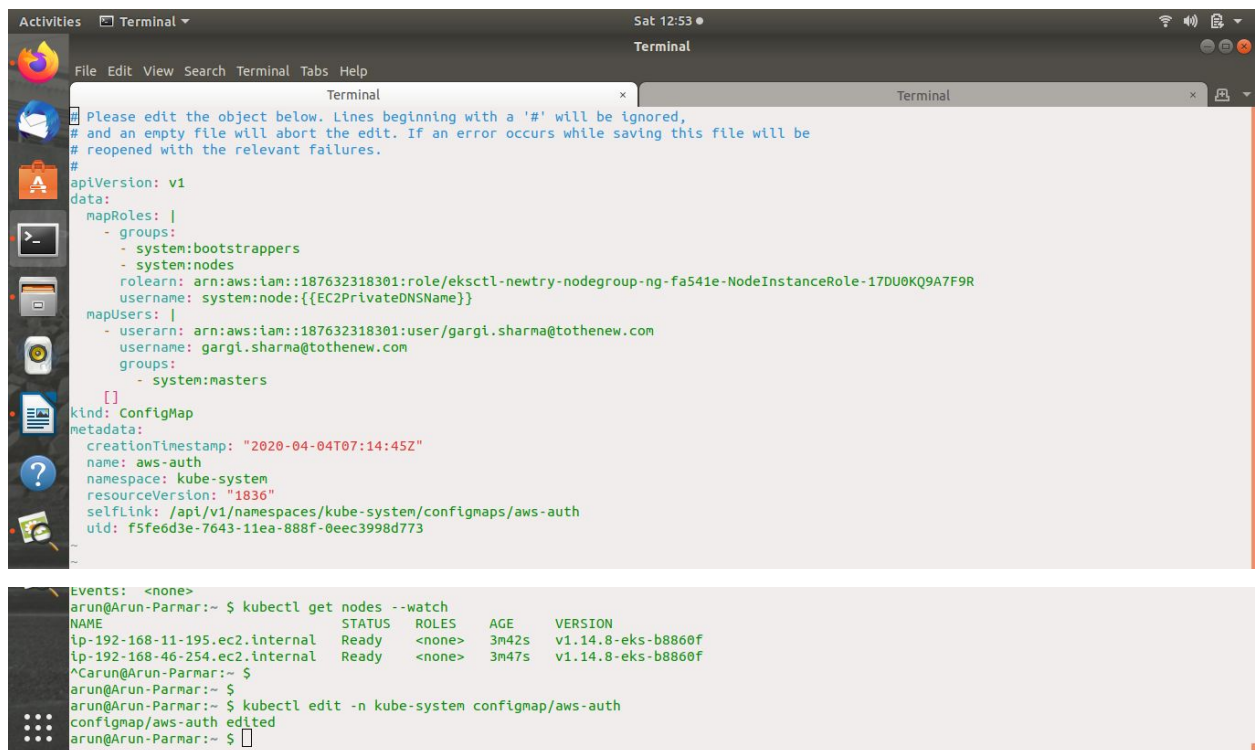 Activities Terminal Sat 12:53
Terminal
File Edit View Search Terminal Tabs Help
Terminal × Terminal ×
# Please edit the object below. Lines beginning with a '#' will be ignored,
# and an empty file will abort the edit. If an error occurs while saving this file will be
# reopened with the relevant failures.
#
apiVersion: v1
data:
  mapRoles: |
    - groups:
      - system:bootstrappers
      - system:nodes
      rolearn: arn:aws:iam::187632318301:role/eksctl-newtry-nodegroup-ng-fa541e-NodeInstanceRole-17DU0KQ9A7F9R
      username: system:node:{{EC2PrivateDNSName}}
  mapUsers: |
    - userarn: arn:aws:iam::187632318301:user/gargi.sharma@tothenew.com
      username: gargi.sharma@tothenew.com
      groups:
        - system:masters
    []
kind: ConfigMap
metadata:
  creationTimestamp: "2020-04-04T07:14:45Z"
  name: aws-auth
  namespace: kube-system
  resourceVersion: "1836"
  selfLink: /api/v1/namespaces/kube-system/configmaps/aws-auth
  uid: f5fe6d3e-7643-11ea-888f-0eec3998d773
~
~
Events: <none>
arun@Arun-Parmar:~ $ kubectl get nodes --watch
NAME STATUS ROLES AGE VERSION
ip-192-168-11-195.ec2.internal Ready <none> 3m42s v1.14.8-eks-b8860f
ip-192-168-46-254.ec2.internal Ready <none> 3m47s v1.14.8-eks-b8860f
^Carun@Arun-Parmar:~ $
arun@Arun-Parmar:~ $
arun@Arun-Parmar:~ $ kubectl edit -n kube-system configmap/aws-auth
configmap/aws-auth edited
arun@Arun-Parmar:~ $